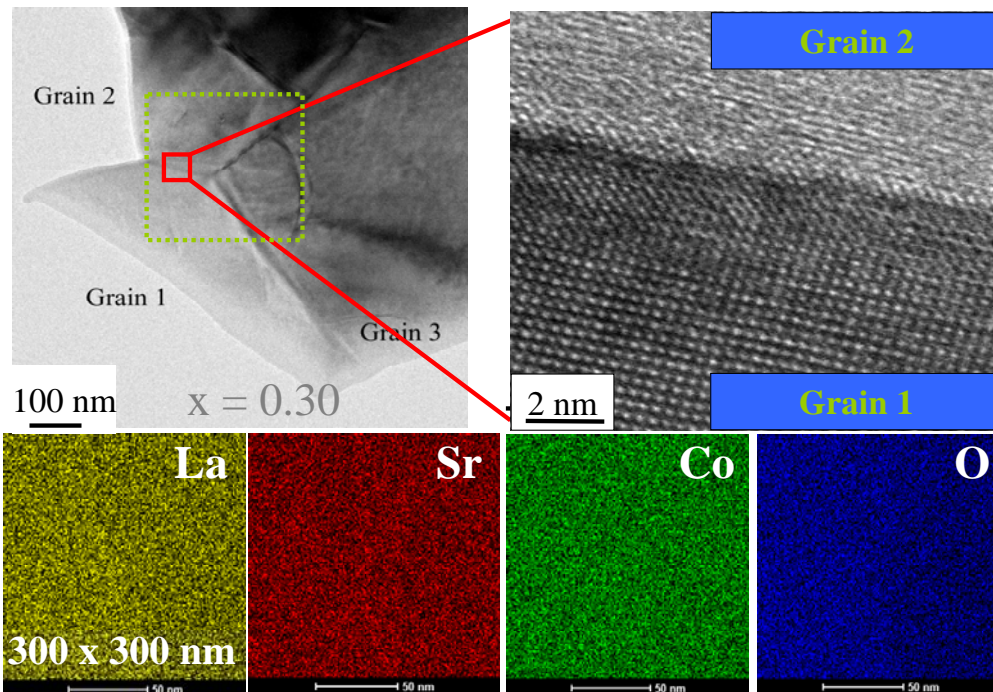 Grain 2
Grain 2
Grain 1
Grain 3
100 nm
x = 0.30
2 nm
Grain 1
La
Sr
Co
O
300 x 300 nm
50 nm
50 nm
50 nm
50 nm